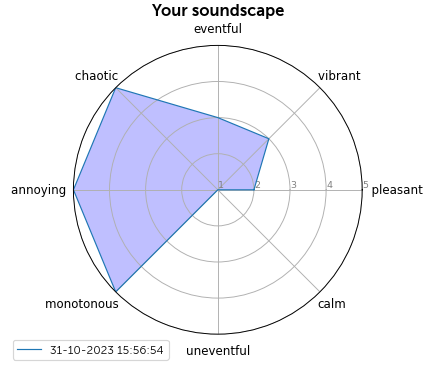 Your soundscape
eventful
chaotic
vibrant
annoying
1
2
3
4
5
pleasant
monotonous
calm
31-10-2023 15:56:54
uneventful